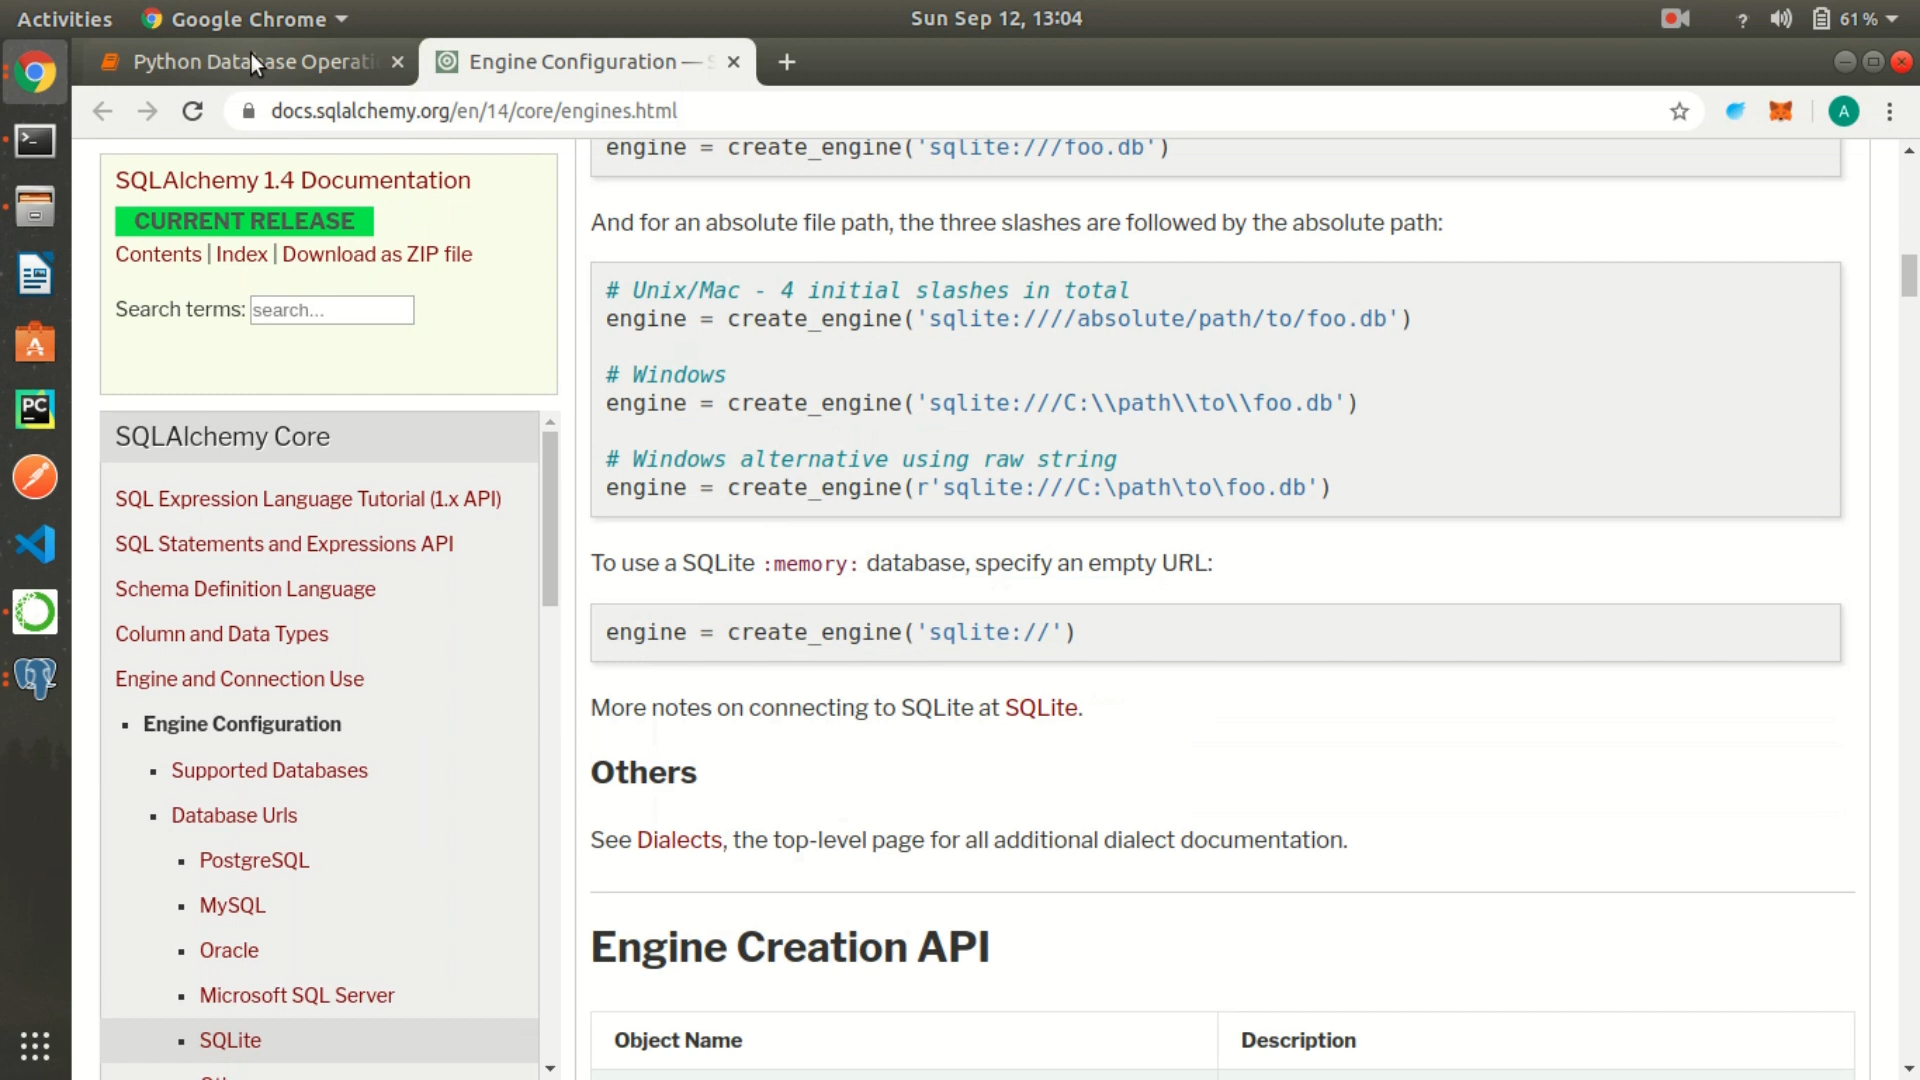 Activities
Google Chrome
Sun Sep 12, 13:04
61 %
Python Database Operati
Engine Configuration —
docs.sqlalchemy.org/en/14/core/engines.html
A
SQLAlchemy 1.4 Documentation
CURRENT RELEASE
Contents | Index | Download as ZIP file
Search terms: search...
SQLAlchemy Core
SQL Expression Language Tutorial (1.x API)
SQL Statements and Expressions API
Schema Definition Language
Column and Data Types
Engine and Connection Use
Engine Configuration
Supported Databases
Database Urls
PostgreSQL
MySQL
Oracle
Microsoft SQL Server
SQLite
engine = create_engine('sqlite:///foo.db')
And for an absolute file path, the three slashes are followed by the absolute path:
# Unix/Mac - 4 initial slashes in total
engine = create_engine('sqlite:////absolute/path/to/foo.db')
# Windows
engine = create_engine('sqlite:///C:\\path\\to\\foo.db')
# Windows alternative using raw string
engine = create_engine(r'sqlite:///C:\path\to\foo.db')
To use a SQLite :memory: database, specify an empty URL:
engine = create_engine('sqlite://')
More notes on connecting to SQLite at SQLite.
Others
See Dialects, the top-level page for all additional dialect documentation.
Engine Creation API
Object Name
Description